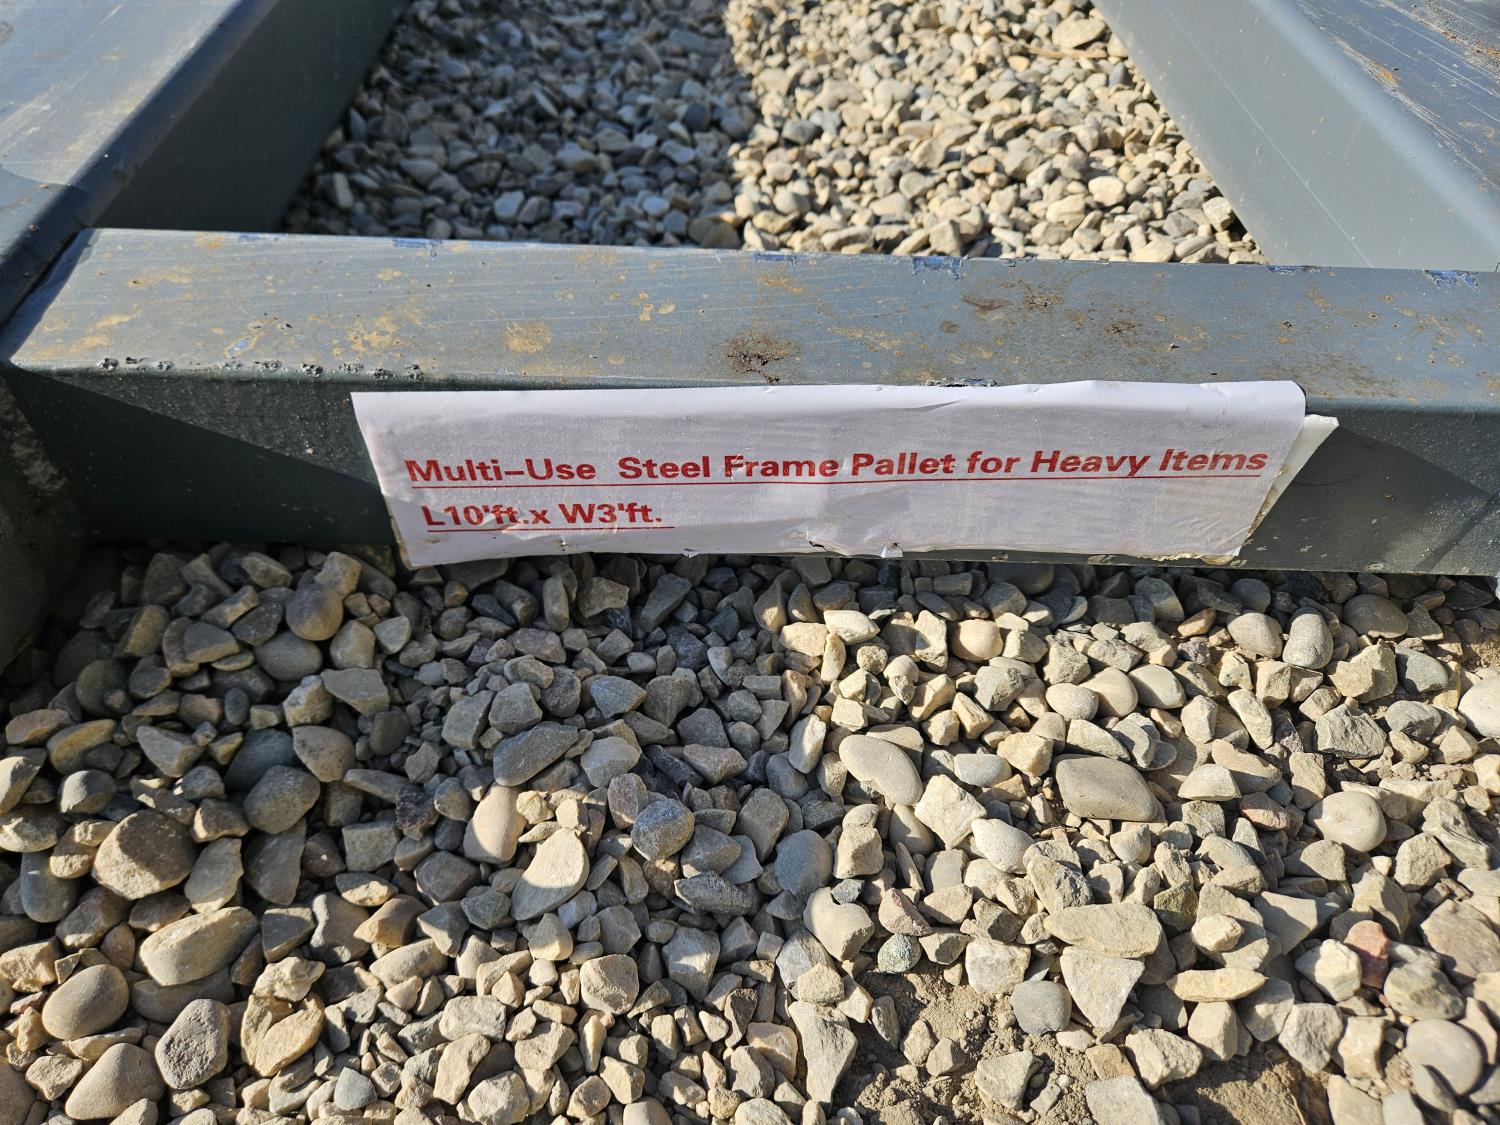 Multi-Use Steel Frame Pallet for Heavy Items
L10'ft.x W3'ft.